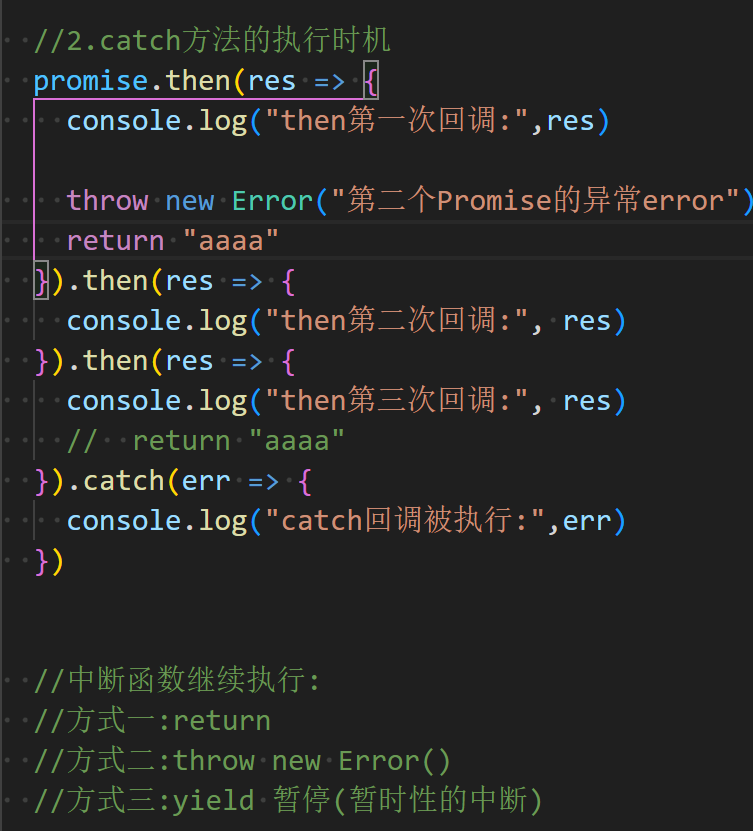 //2.catch方法的执行时机
promise.then(res => {
console.log("then第一次回调:",res)
throw new Error("第二个Promise的异常error")
return "aaaa"
}).then(res => {
console.log("then第二次回调:", res)
}).then(res => {
console.log("then第三次回调:", res)
//  return "aaaa"
}).catch(err => {
console.log("catch回调被执行:",err)
})
//中断函数继续执行:
//方式一:return
//方式二:throw new Error()
//方式三:yield 暂停(暂时性的中断)